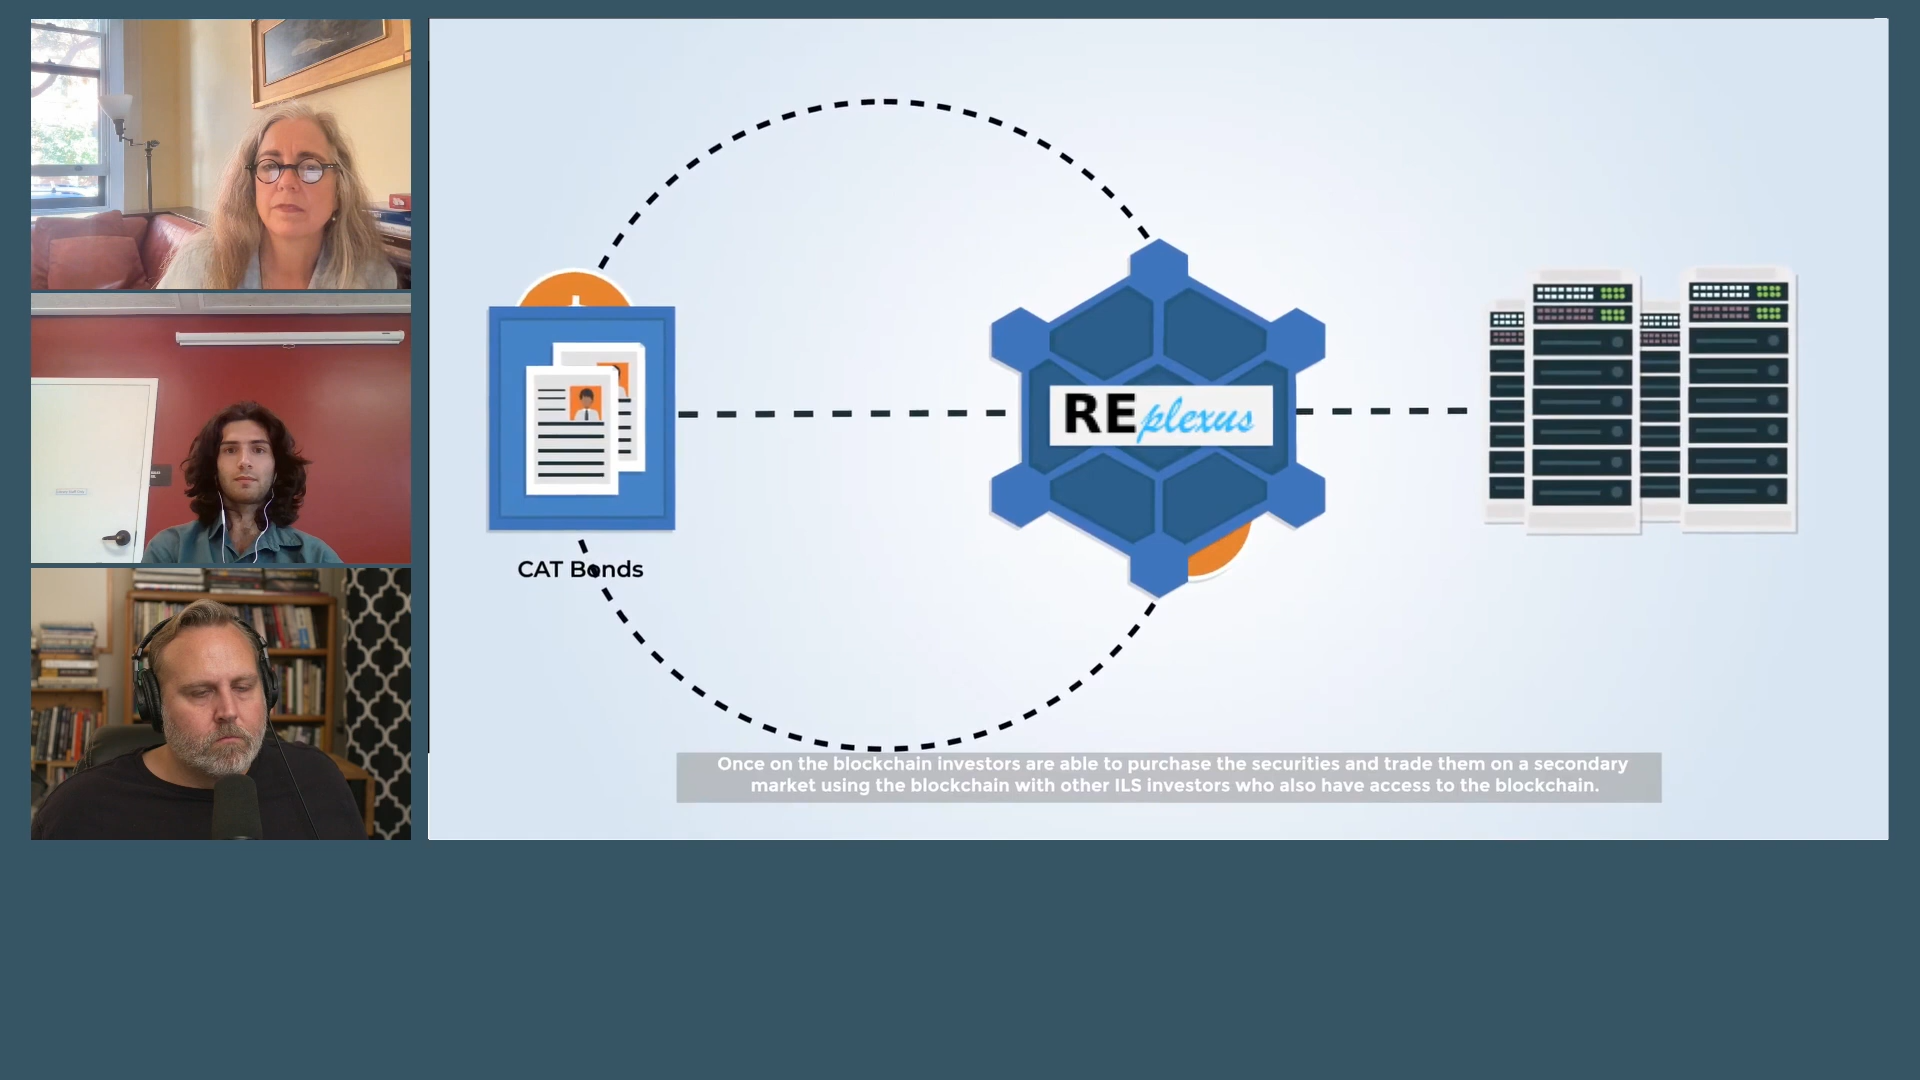 REplexus
CAT Bonds
Once on the blockchain investors are able to purchase the securities and trade them on a secondary
market using the blockchain with other ILS investors who also have access to the blockchain.